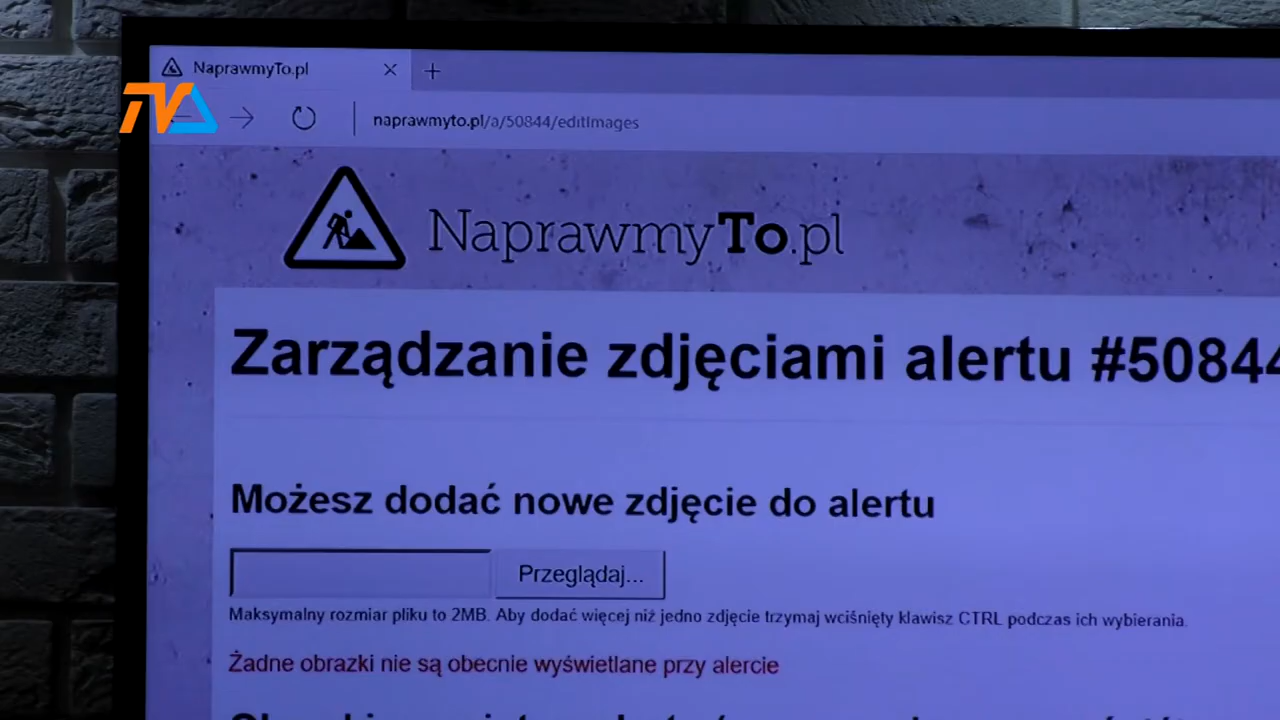 NaprawmyTo.pl
TVA
naprawmyto.pl/a/50844/editImages
NaprawmyTo.pl
Zarządzanie zdjęciami alertu #50844
Możesz dodać nowe zdjęcie do alertu
Przeglądaj...
Maksymalny rozmiar pliku to 2MB. Aby dodać więcej niż jedno zdjęcie trzymaj wciśnięty klawisz CTRL podczas ich wybierania.
Żadne obrazki nie są obecnie wyświetlane przy alercie